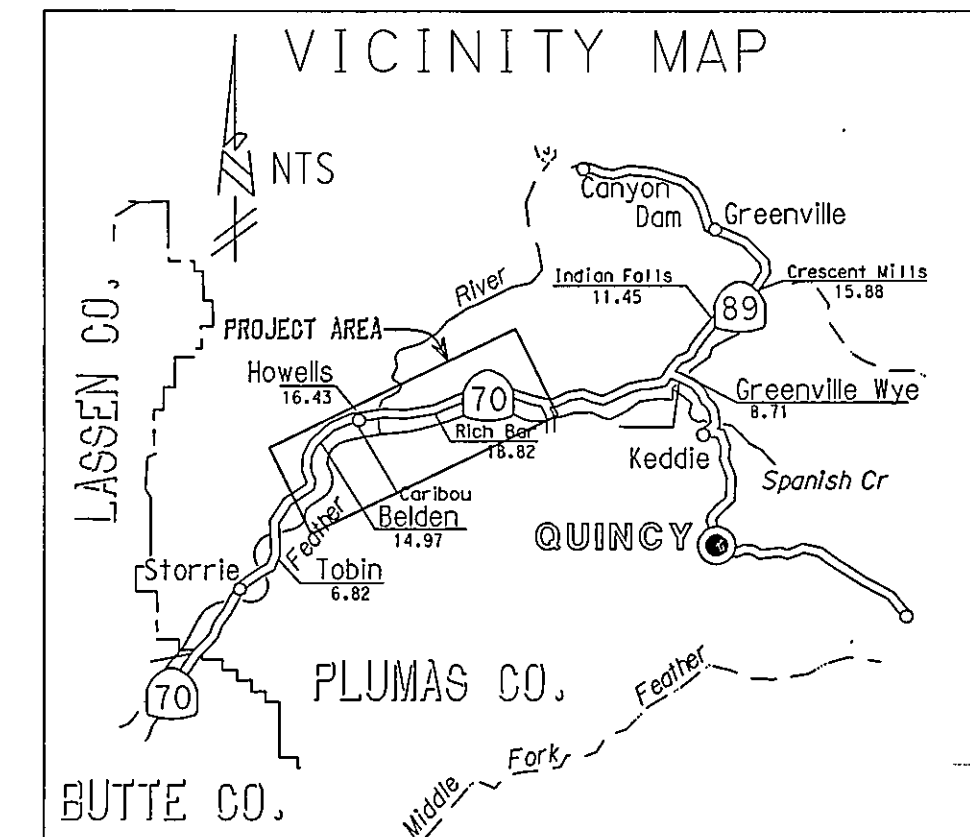 VICINITY MAP
NTS
Canyon
Dam
Greenville
River
Indian Falls
11.45
Crescent Mills
15.88
89
PROJECT AREA
LASSEN CO.
Howells
16.43
70
Rich Bar
18.82
Greenville Wye
8.71
Keddie
Spanish Cr
Caribou
Belden
14.97
Feather
QUINCY
Storrie
Tobin
6.82
70
PLUMAS CO.
Feather
Fork
Middle
BUTTE CO.